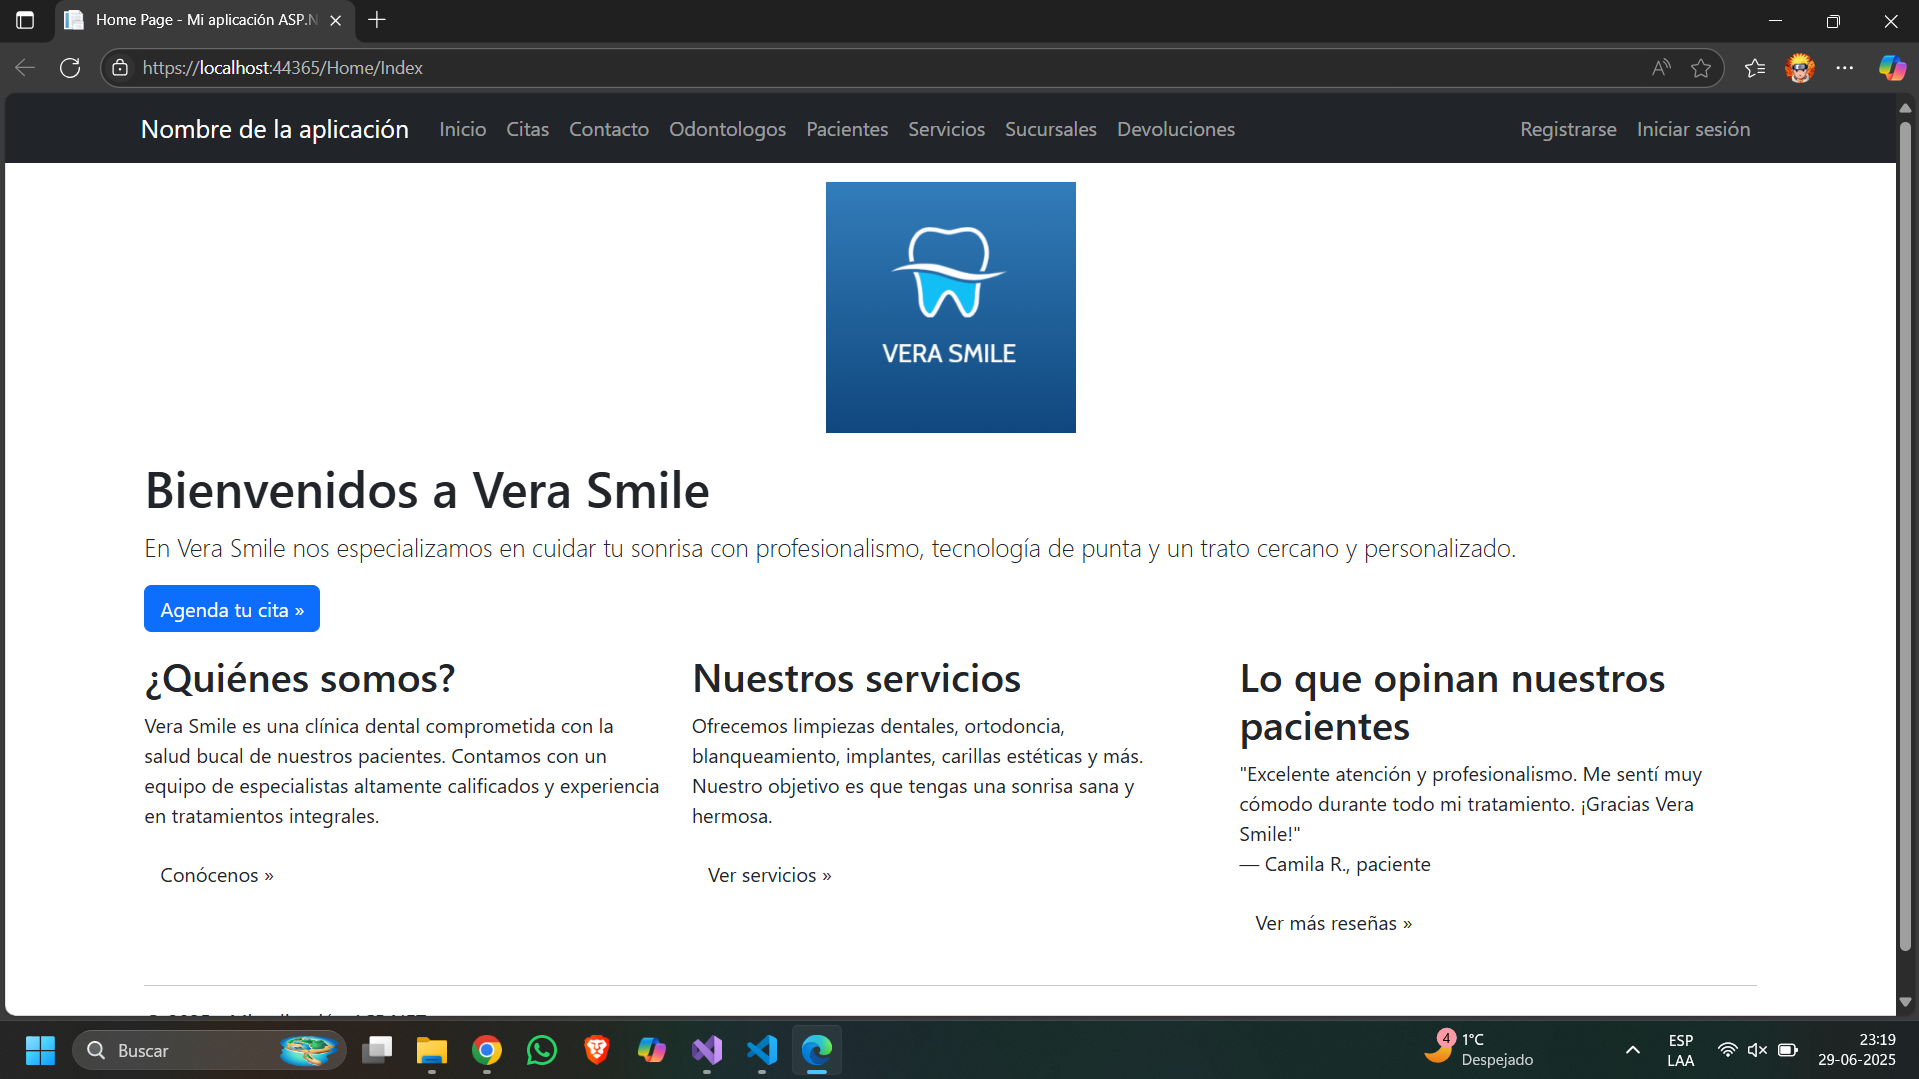 Home Page - Mi aplicación ASP.N
https://localhost:44365/Home/Index
Nombre de la aplicación Inicio Citas Contacto Odontologos Pacientes Servicios Sucursales Devoluciones Registrarse Iniciar sesión
VERA SMILE
Bienvenidos a Vera Smile
En Vera Smile nos especializamos en cuidar tu sonrisa con profesionalismo, tecnología de punta y un trato cercano y personalizado.
Agenda tu cita »
¿Quiénes somos?
Vera Smile es una clínica dental comprometida con la
salud bucal de nuestros pacientes. Contamos con un
equipo de especialistas altamente calificados y experiencia
en tratamientos integrales.
Conócenos »
Nuestros servicios
Ofrecemos limpiezas dentales, ortodoncia,
blanqueamiento, implantes, carillas estéticas y más.
Nuestro objetivo es que tengas una sonrisa sana y
hermosa.
Ver servicios »
Lo que opinan nuestros
pacientes
"Excelente atención y profesionalismo. Me sentí muy
cómodo durante todo mi tratamiento. ¡Gracias Vera
Smile!"
— Camila R., paciente
Ver más reseñas »
Buscar
4
1°C
Despejado
ESP
LAA
23:19
29-06-2025